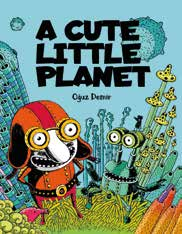 A CUTE
LITTLE
PLANET
Oğuz Demir